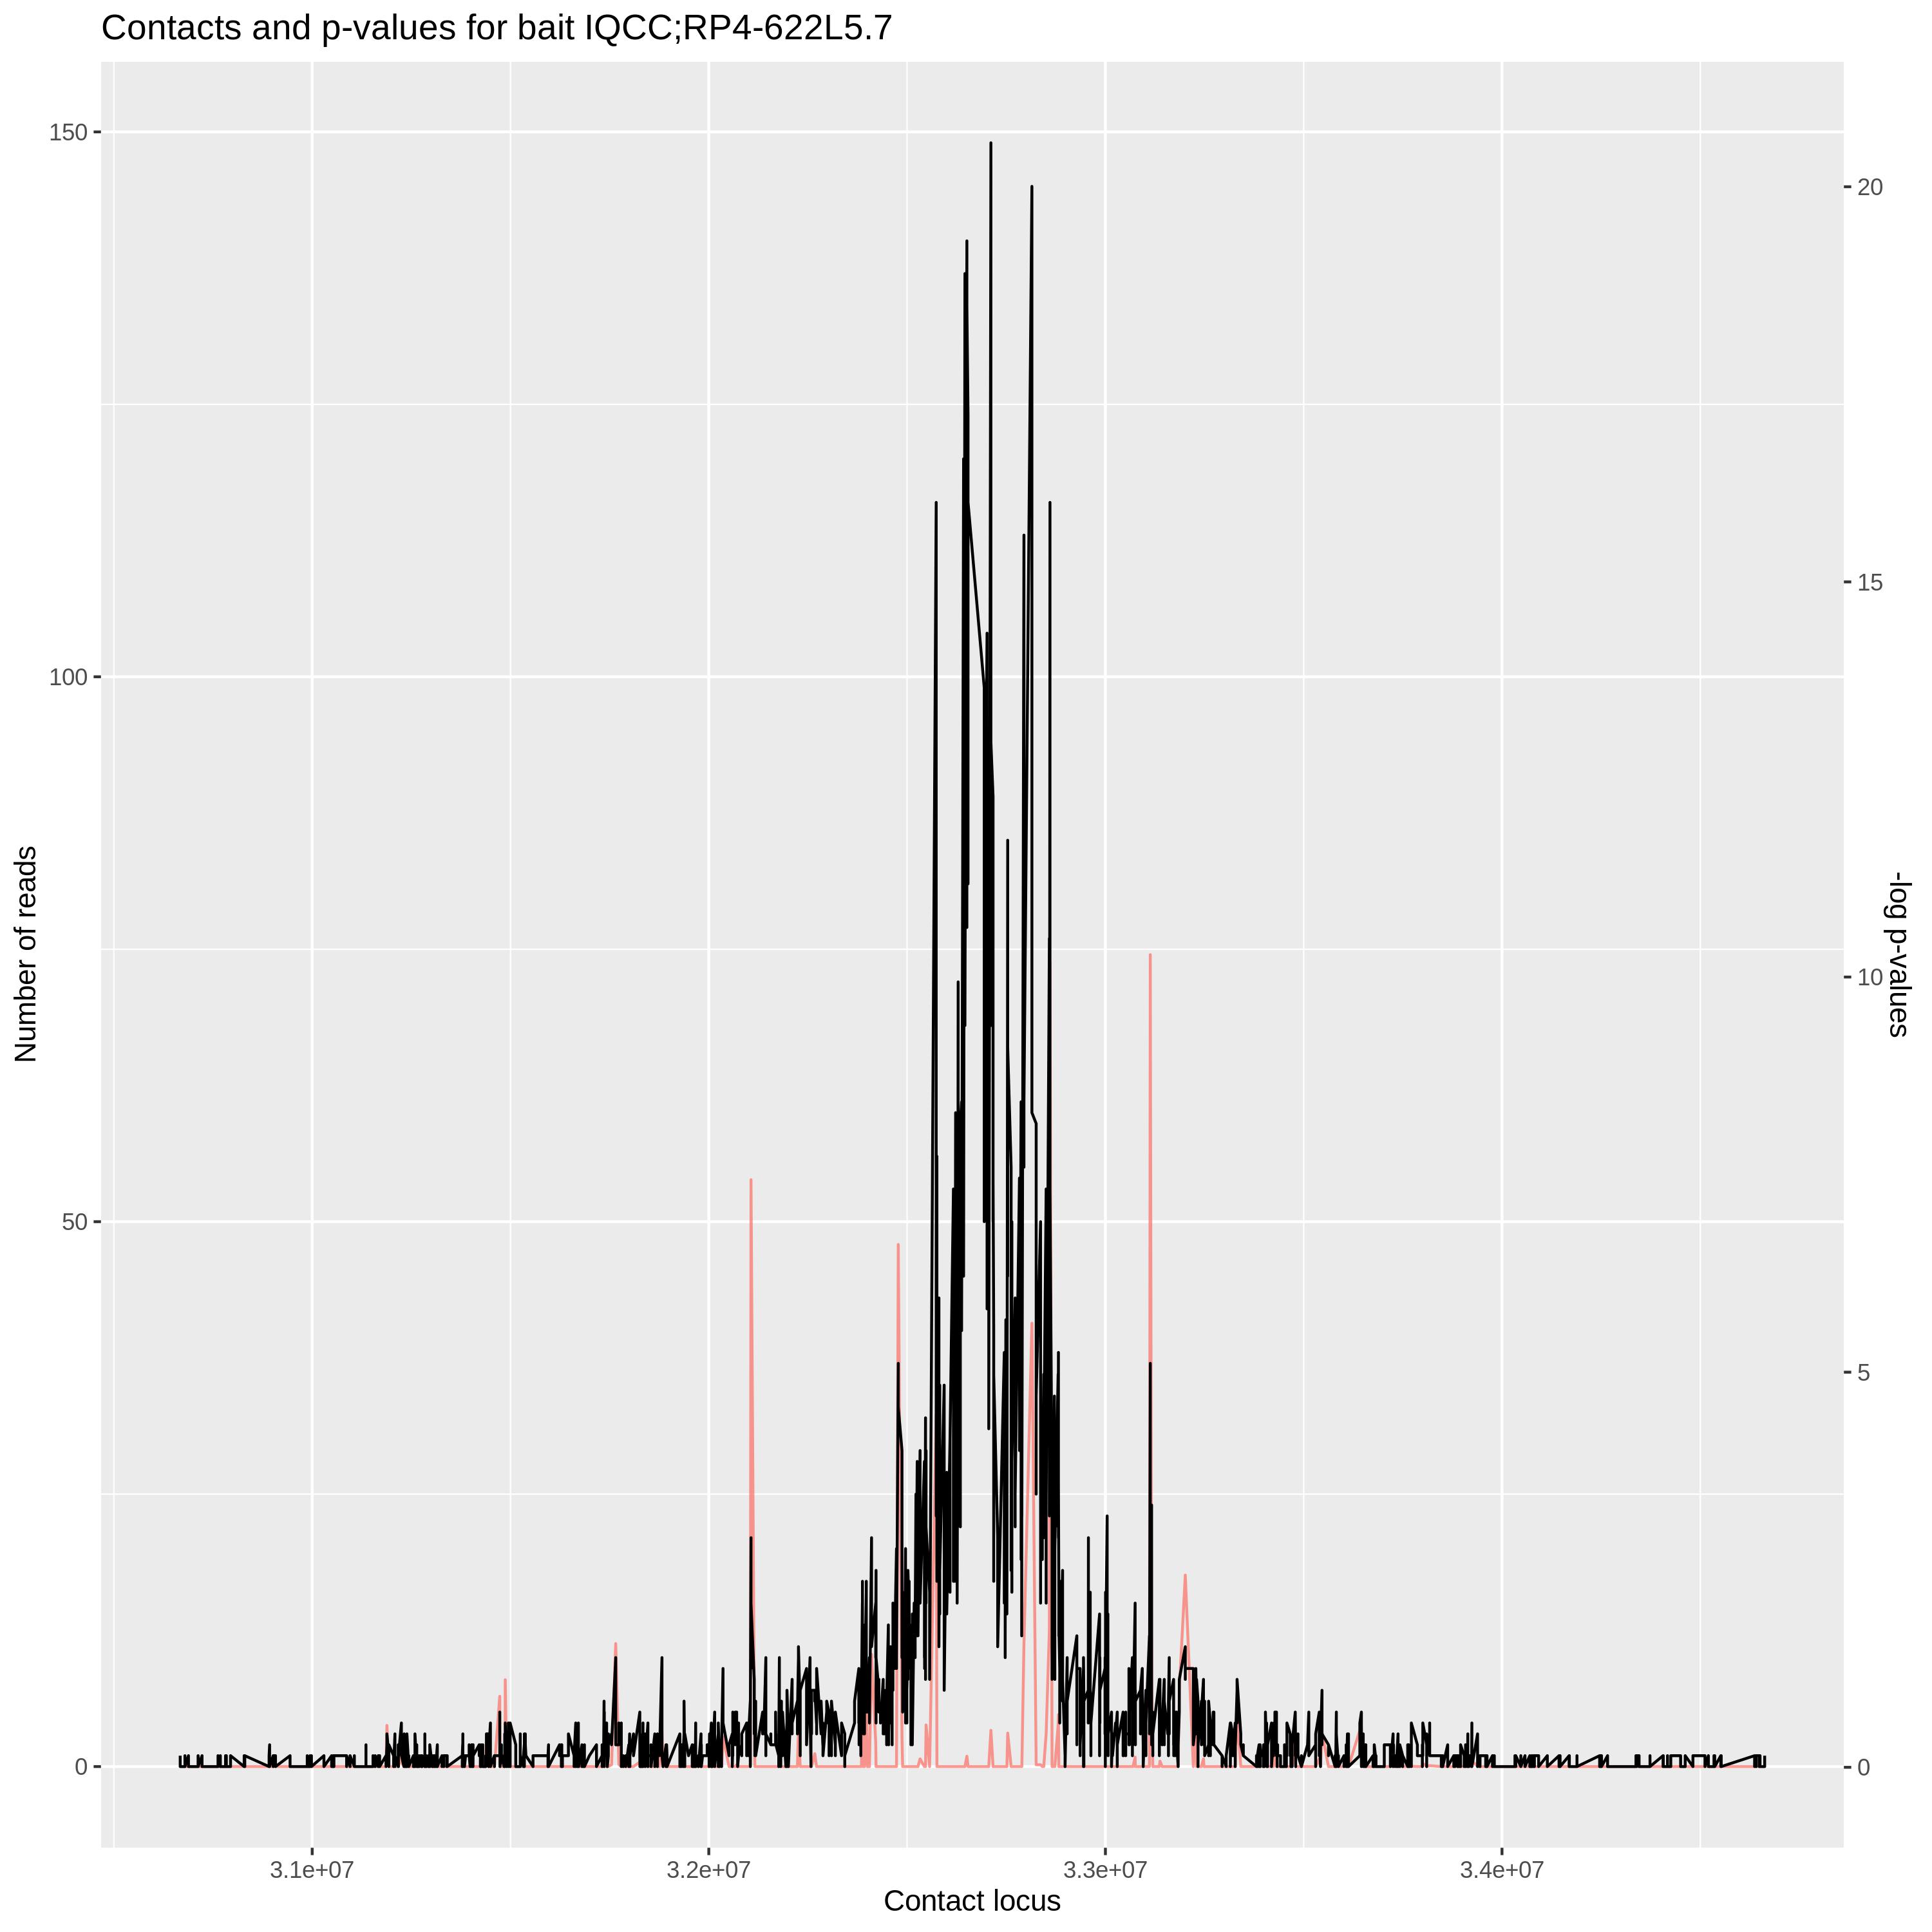 Contacts and p-values for bait IQCC;RP4-622L5.7
150
100
50
0
Number of reads
20
15
10
5
0
-log p-values
3.1e+07
3.2e+07
3.3e+07
3.4e+07
Contact locus